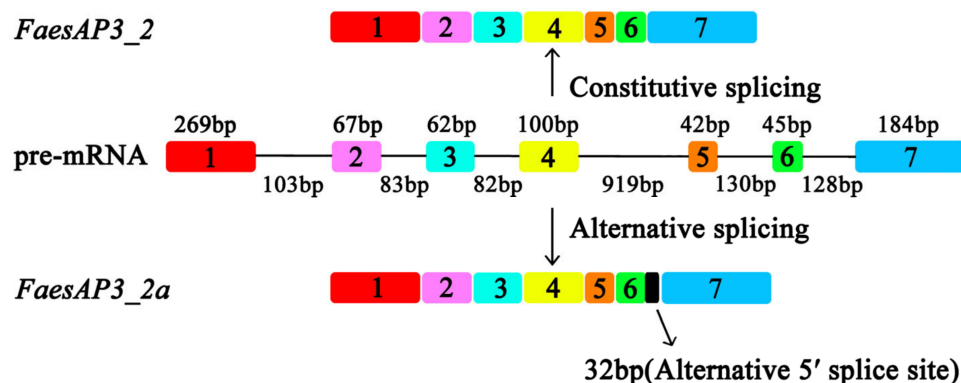 FaesAP3_2 1 2 3 4 5 6 7
Constitutive splicing
269bp 67bp 62bp 100bp 42bp 45bp 184bp
pre-mRNA 1 2 3 4 5 6 7
103bp 83bp 82bp 919bp 130bp 128bp
Alternative splicing
FaesAP3_2a 1 2 3 4 5 6 7
32bp(Alternative 5′ splice site)